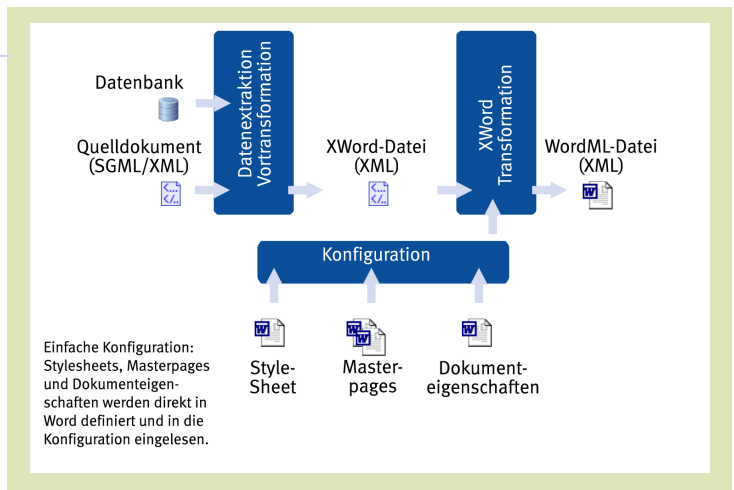 Datenbank
Quelldokument
(SGML/XML)
<...
</..
Datenextraktion
Vortransformation
XWord-Datei
(XML)
<...
</..
XWord
Transformation
WordML-Datei
(XML)
W
Konfiguration
W
W
W
W
Style-
Sheet
Master-
pages
Dokument-
eigenschaften
Einfache Konfiguration:
Stylesheets, Masterpages
und Dokumenteigen-
schaften werden direkt in
Word definiert und in die
Konfiguration eingelesen.